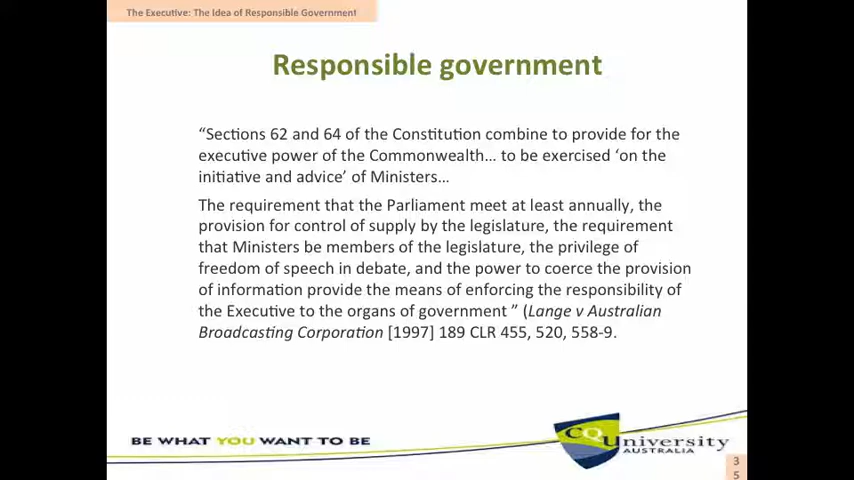 The Executive: The Idea of Responsible Government
Responsible government
“Sections 62 and 64 of the Constitution combine to provide for the
executive power of the Commonwealth… to be exercised ‘on the
initiative and advice’ of Ministers…
The requirement that the Parliament meet at least annually, the
provision for control of supply by the legislature, the requirement
that Ministers be members of the legislature, the privilege of
freedom of speech in debate, and the power to coerce the provision
of information provide the means of enforcing the responsibility of
the Executive to the organs of government ” (Lange v Australian
Broadcasting Corporation [1997] 189 CLR 455, 520, 558-9.
BE WHAT YOU WANT TO BE
CQUniversity
AUSTRALIA
3
5